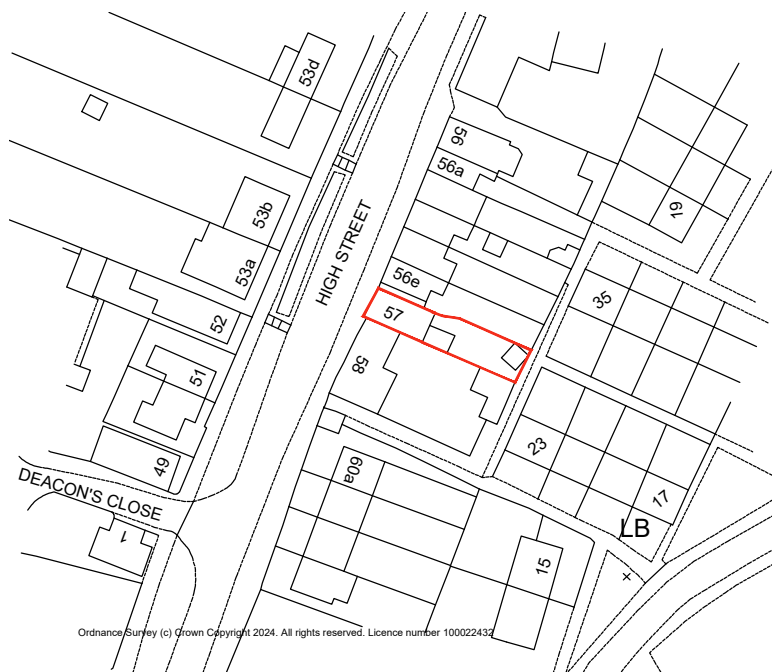 53d
56
56a
53b
79
HIGH STREET
53a
56e
35
57
52
58
51
23
49
60a
17
DEACON'S CLOSE
LB
1
15
Ordnance Survey (c) Crown Copyright 2024. All rights reserved. Licence number 100022432